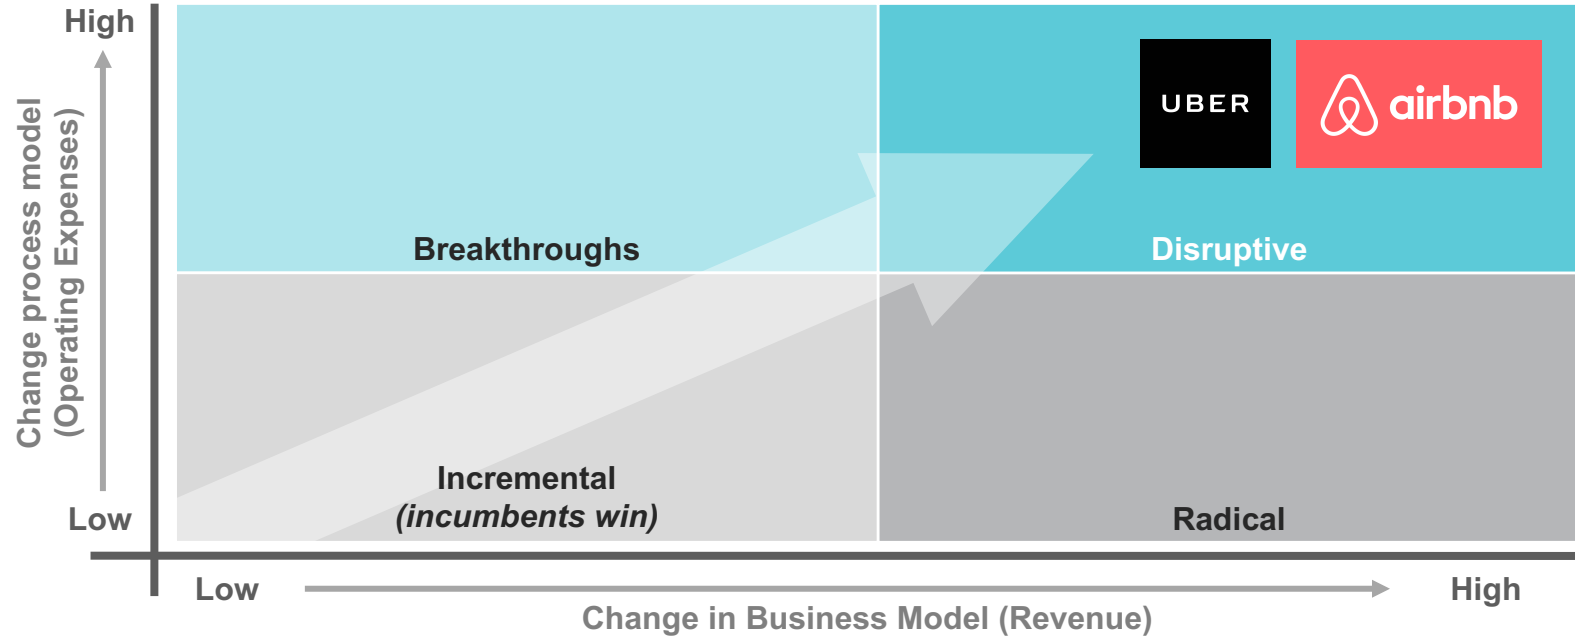 High
Change process model
(Operating Expenses)
UBER
airbnb
Breakthroughs
Disruptive
Incremental
(incumbents win)
Radical
Low
Low
High
Change in Business Model (Revenue)